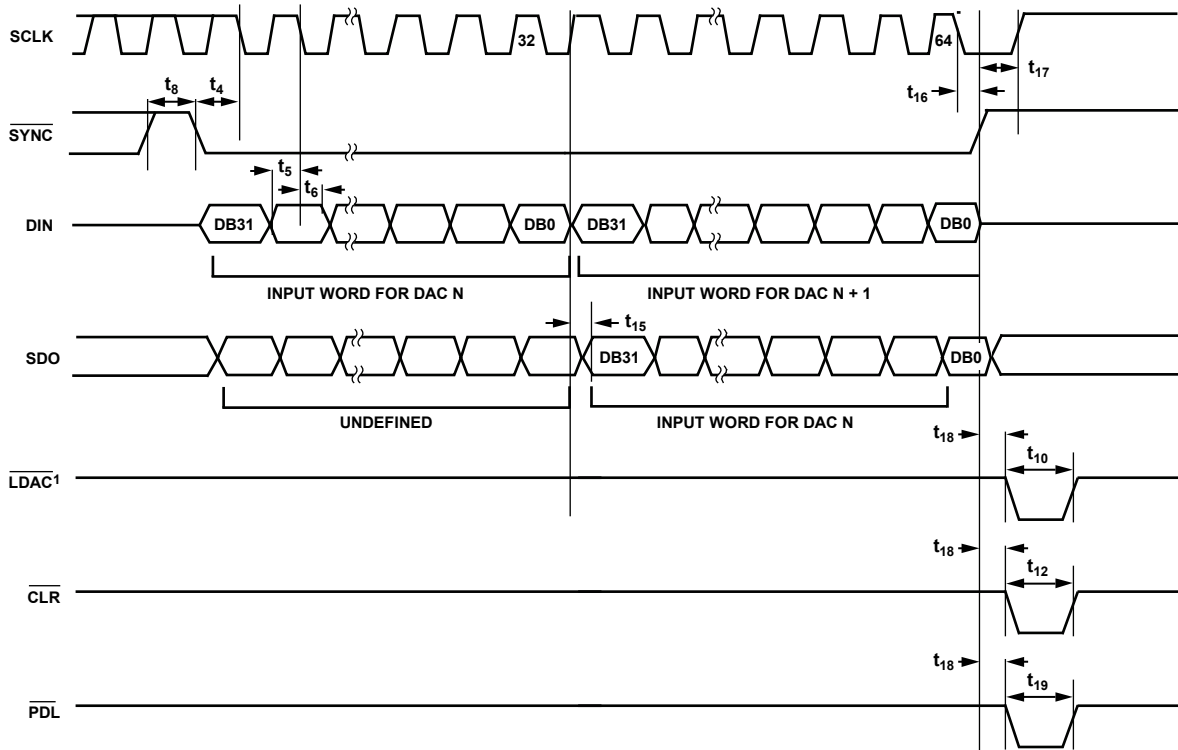 SCLK
32
64
t17
t16
t8
t4
SYNC
t5
t6
DIN
DB31
DB0
DB31
DB0
INPUT WORD FOR DAC N
INPUT WORD FOR DAC N + 1
t15
SDO
DB31
DB0
UNDEFINED
INPUT WORD FOR DAC N
t18
t10
LDAC1
t18
t12
CLR
t18
t19
PDL